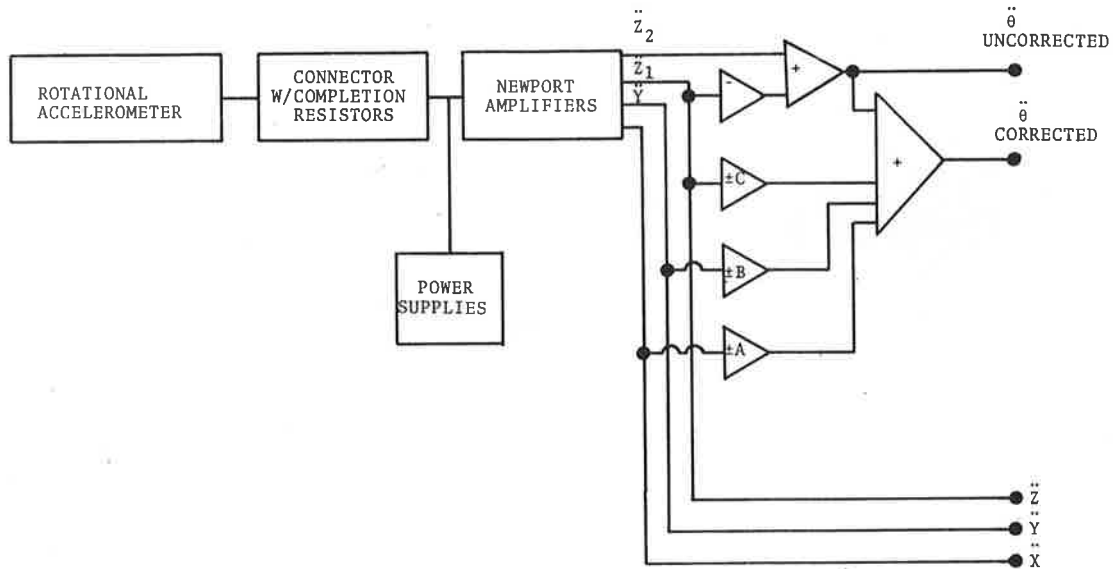 Z̈₂
θ̈
UNCORRECTED
ROTATIONAL
ACCELEROMETER
CONNECTOR
W/COMPLETION
RESISTORS
NEWPORT
AMPLIFIERS
Z̈₁
Ÿ
+
-
θ̈
CORRECTED
+
±C
±B
±A
POWER
SUPPLIES
Z̈
Ÿ
Ẍ